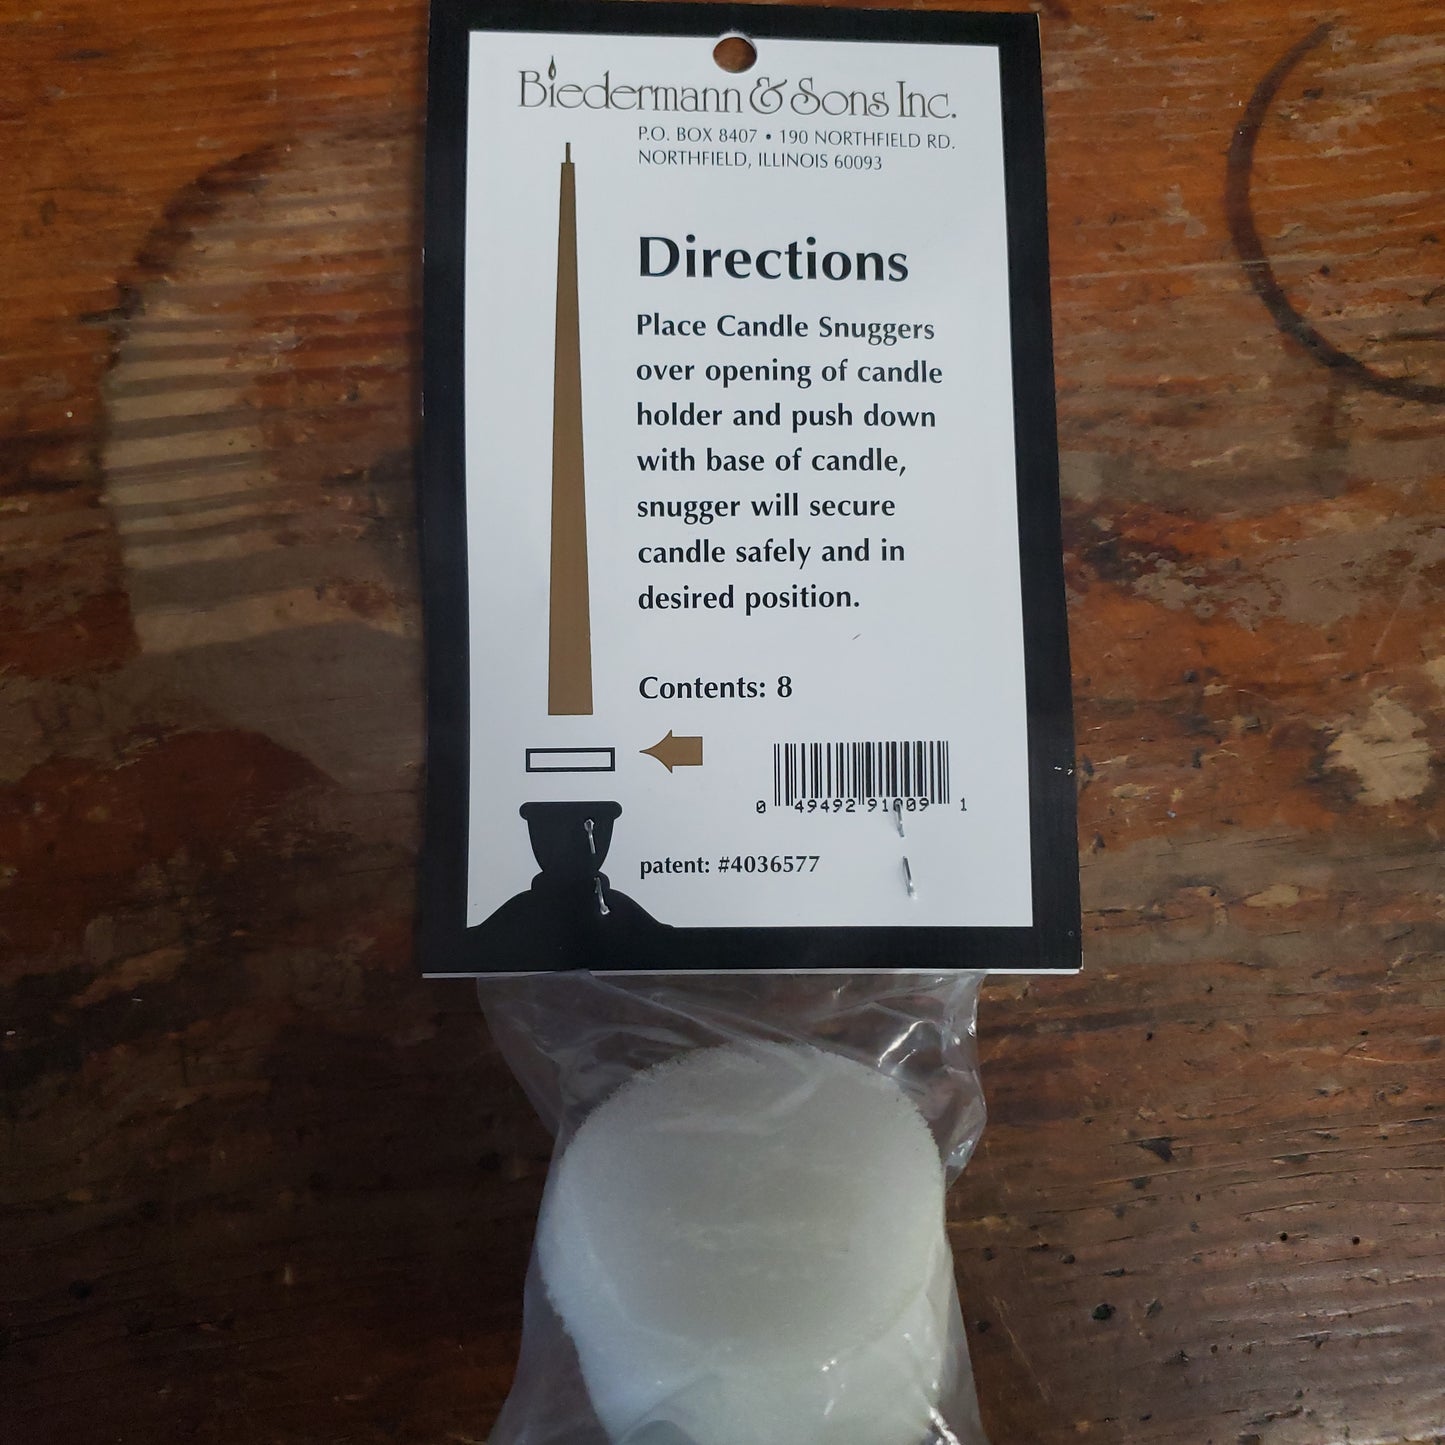 Biedermann & Sons Inc.
P.O. BOX 8407 • 190 NORTHFIELD RD.
NORTHFIELD, ILLINOIS 60093
Directions
Place Candle Snuggers
over opening of candle
holder and push down
with base of candle,
snugger will secure
candle safely and in
desired position.
Contents: 8
0 49492 91009 1
patent: #4036577